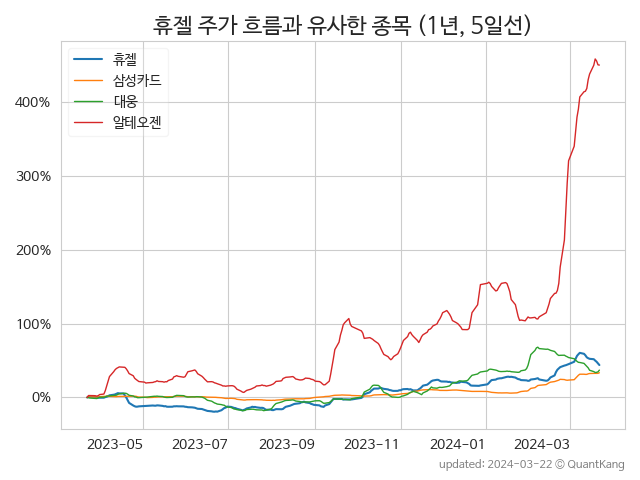 휴젤 주가 흐름과 유사한 종목 (1년, 5일선)
휴젤
삼성카드
대웅
알테오젠
400%
300%
200%
100%
0%
2023-05 2023-07 2023-09 2023-11 2024-01 2024-03
updated: 2024-03-22 © QuantKang